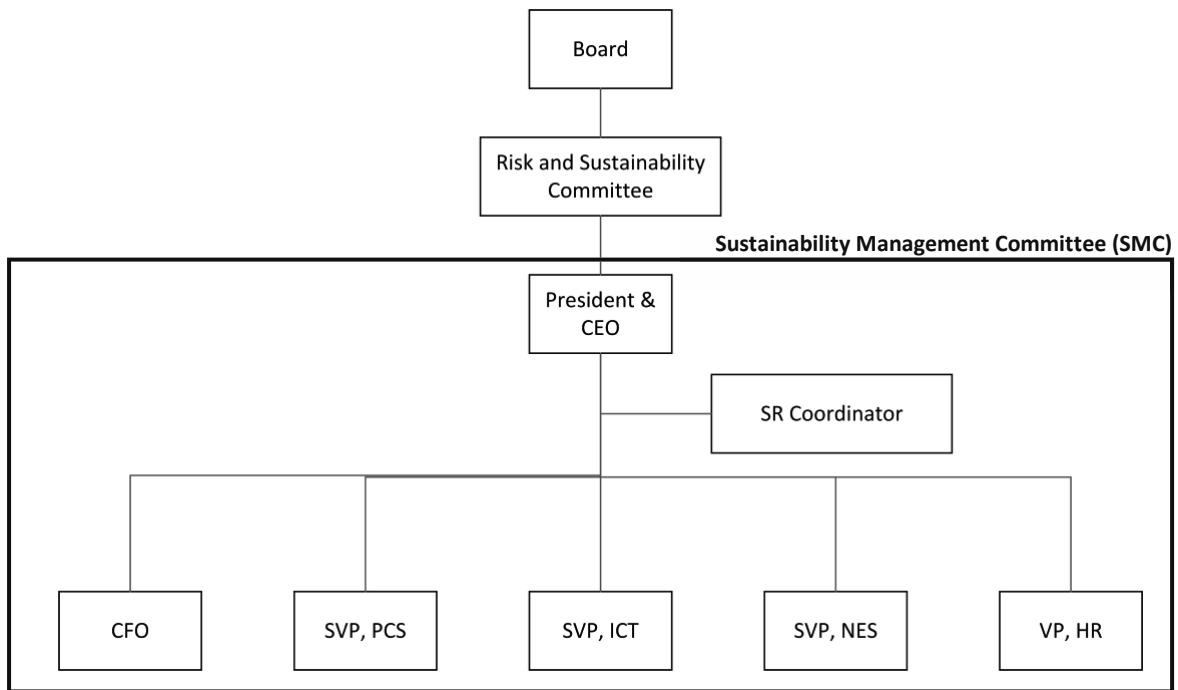 Board
Risk and Sustainability
Committee
Sustainability Management Committee (SMC)
President &
CEO
SR Coordinator
CFO
SVP, PCS
SVP, ICT
SVP, NES
VP, HR